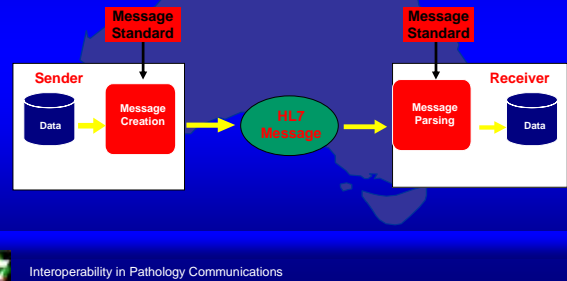 Message
Standard
Message
Standard
Sender
Data
Message
Creation
HL7
Message
Receiver
Message
Parsing
Data
Interoperability in Pathology Communications